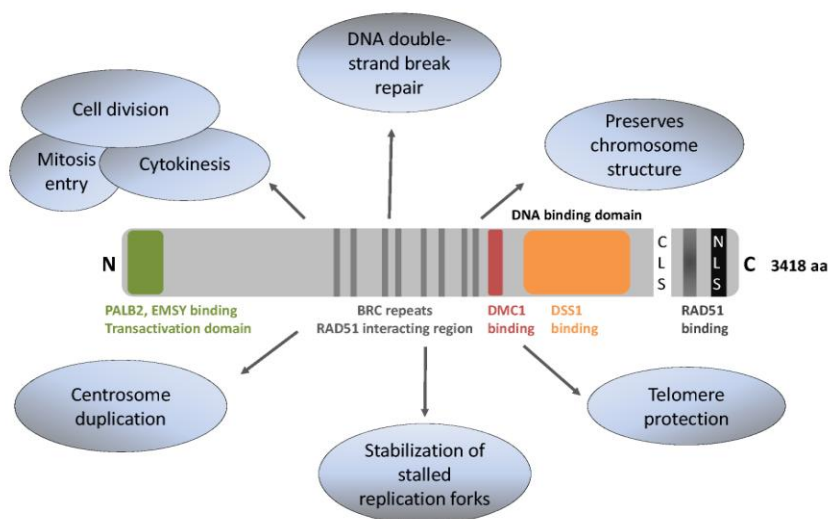 DNA double-
strand break
repair
Cell division
Mitosis
entry
Cytokinesis
Preserves
chromosome
structure
DNA binding domain
N
C
L
S
N
L
S
C
3418 aa
PALB2, EMSY binding
Transactivation domain
BRC repeats
RAD51 interacting region
DMC1
binding
DSS1
binding
RAD51
binding
Centrosome
duplication
Stabilization of
stalled
replication forks
Telomere
protection